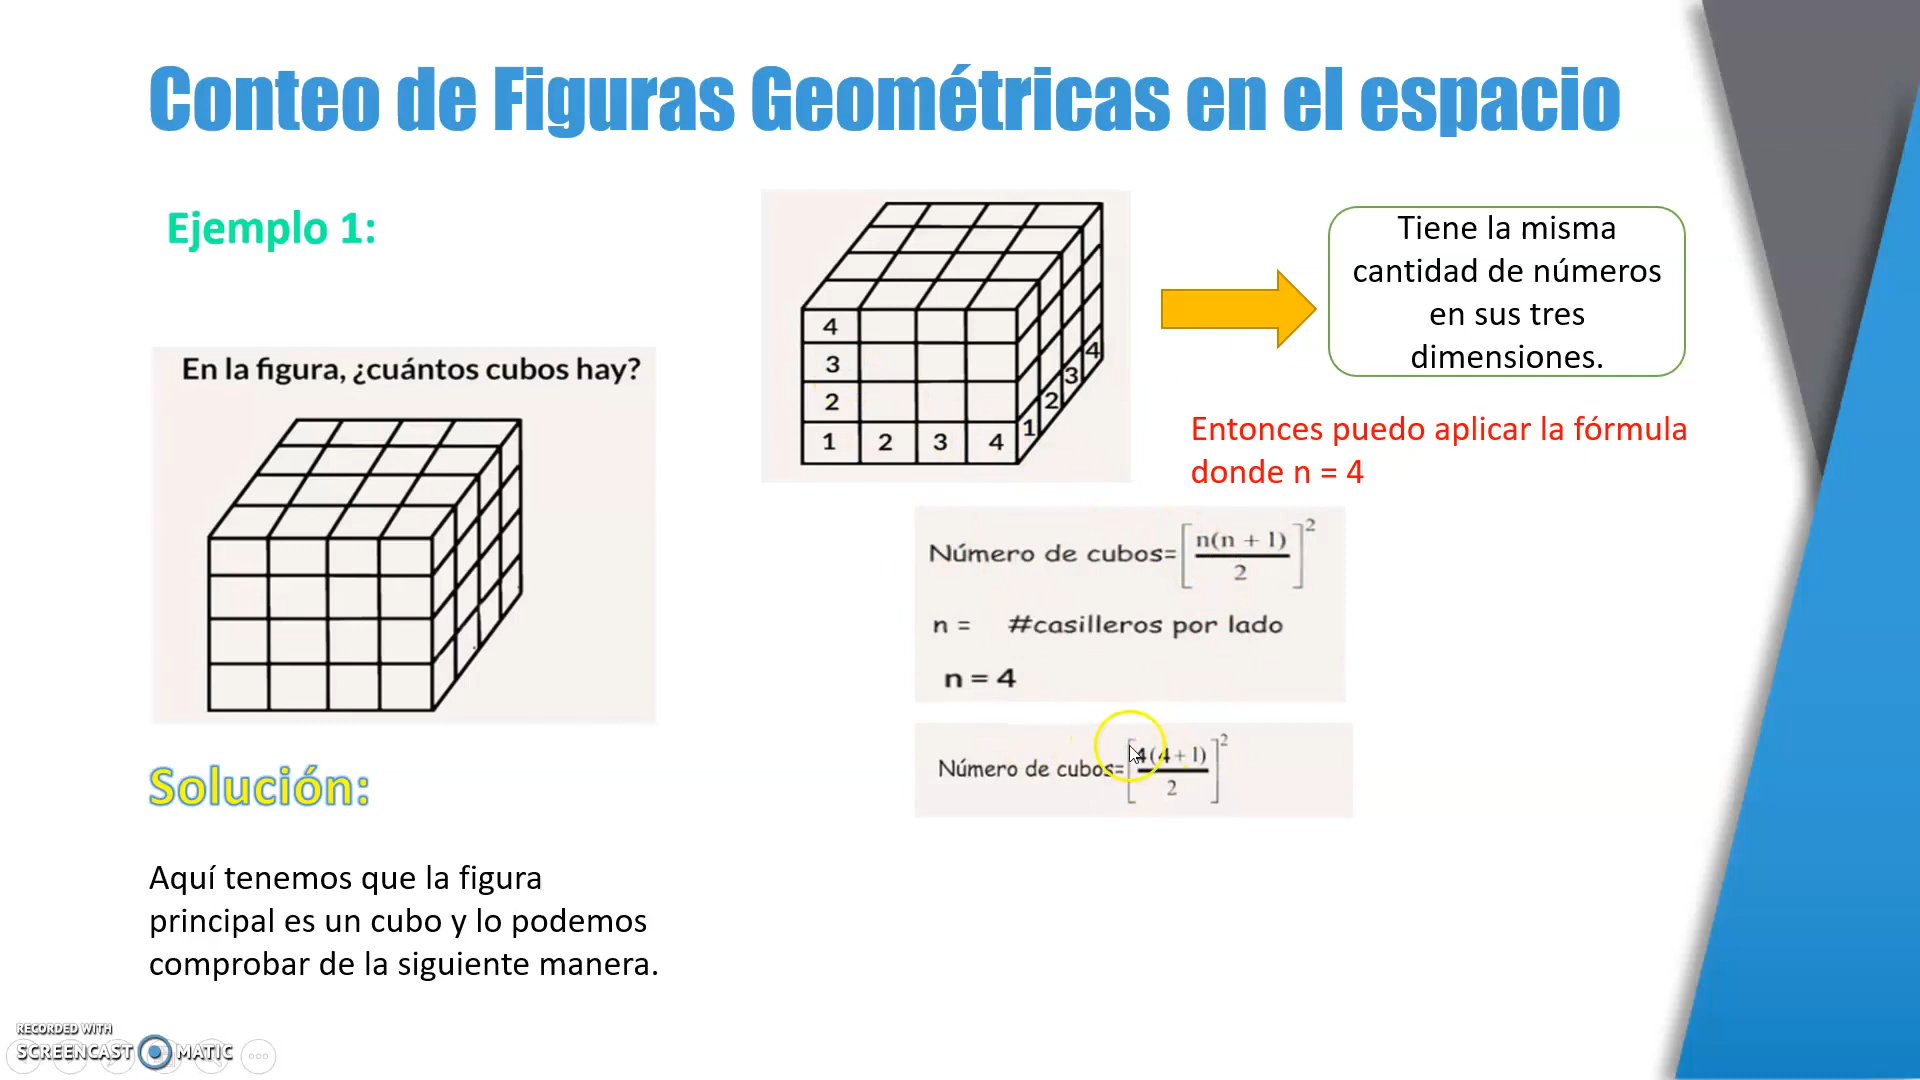 Conteo de Figuras Geométricas en el espacio
Ejemplo 1:
En la figura, ¿cuántos cubos hay?
Solución:
Aquí tenemos que la figura
principal es un cubo y lo podemos
comprobar de la siguiente manera.
4
3
2
1 2 3 4
1
2
3
4
Tiene la misma
cantidad de números
en sus tres
dimensiones.
Entonces puedo aplicar la fórmula
donde n = 4
Número de cubos=[n(n + 1)/2]²
n = #casilleros por lado
n = 4
Número de cubos=[4(4+1)/2]²
RECORDED WITH
SCREENCAST MATIC